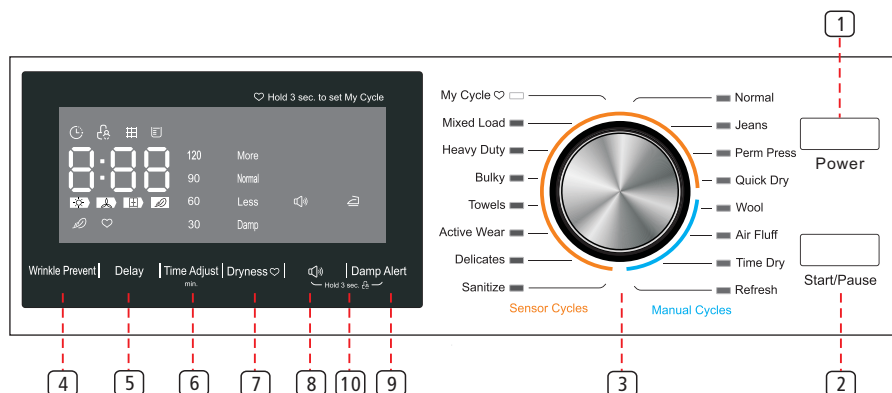 1
♡ Hold 3 sec. to set My Cycle
8:88
120 More
90 Normal
60 Less
30 Damp
Wrinkle Prevent
Delay
Time Adjust
min.
Dryness ♡
Damp Alert
Hold 3 sec.
My Cycle ♡
Mixed Load
Heavy Duty
Bulky
Towels
Active Wear
Delicates
Sanitize
Sensor Cycles
Normal
Jeans
Perm Press
Quick Dry
Wool
Air Fluff
Time Dry
Refresh
Manual Cycles
Power
Start/Pause
4
5
6
7
8
10
9
3
2